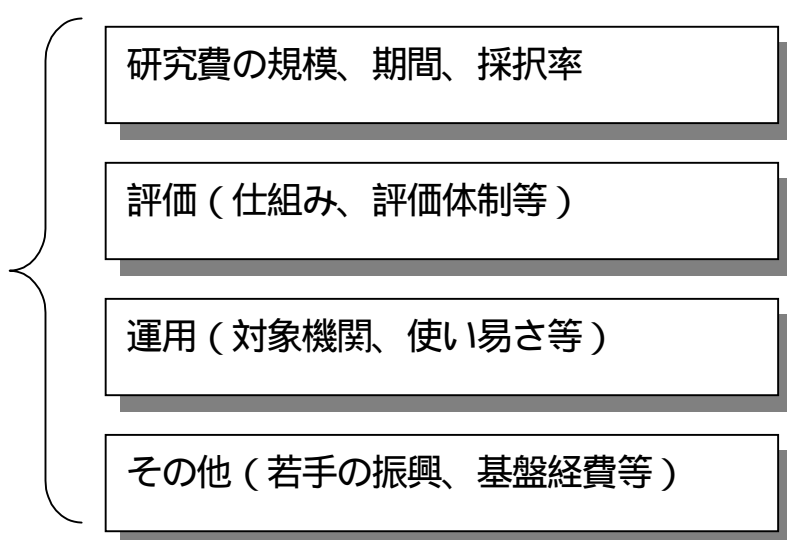 研究費の規模、期間、採択率
評価（仕組み、評価体制等）
運用（対象機関、使い易さ等）
その他（若手の振興、基盤経費等）